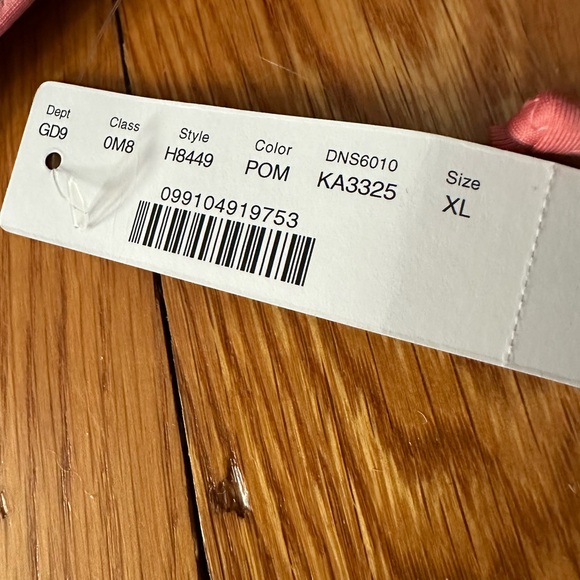 Dept Class Style Color DNS6010 Size
GD9 0M8 H8449 POM KA3325 XL
099104919753